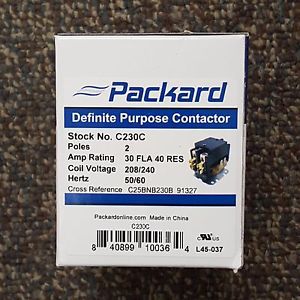 Packard
Definite Purpose Contactor
Stock No. C230C
Poles 2
Amp Rating 30 FLA 40 RES
Coil Voltage 208/240
Hertz 50/60
Cross Reference C25BNB230B 91327
Packardonline.com Made in China
C230C
8 40899 10036 4
c UL US
L45-037